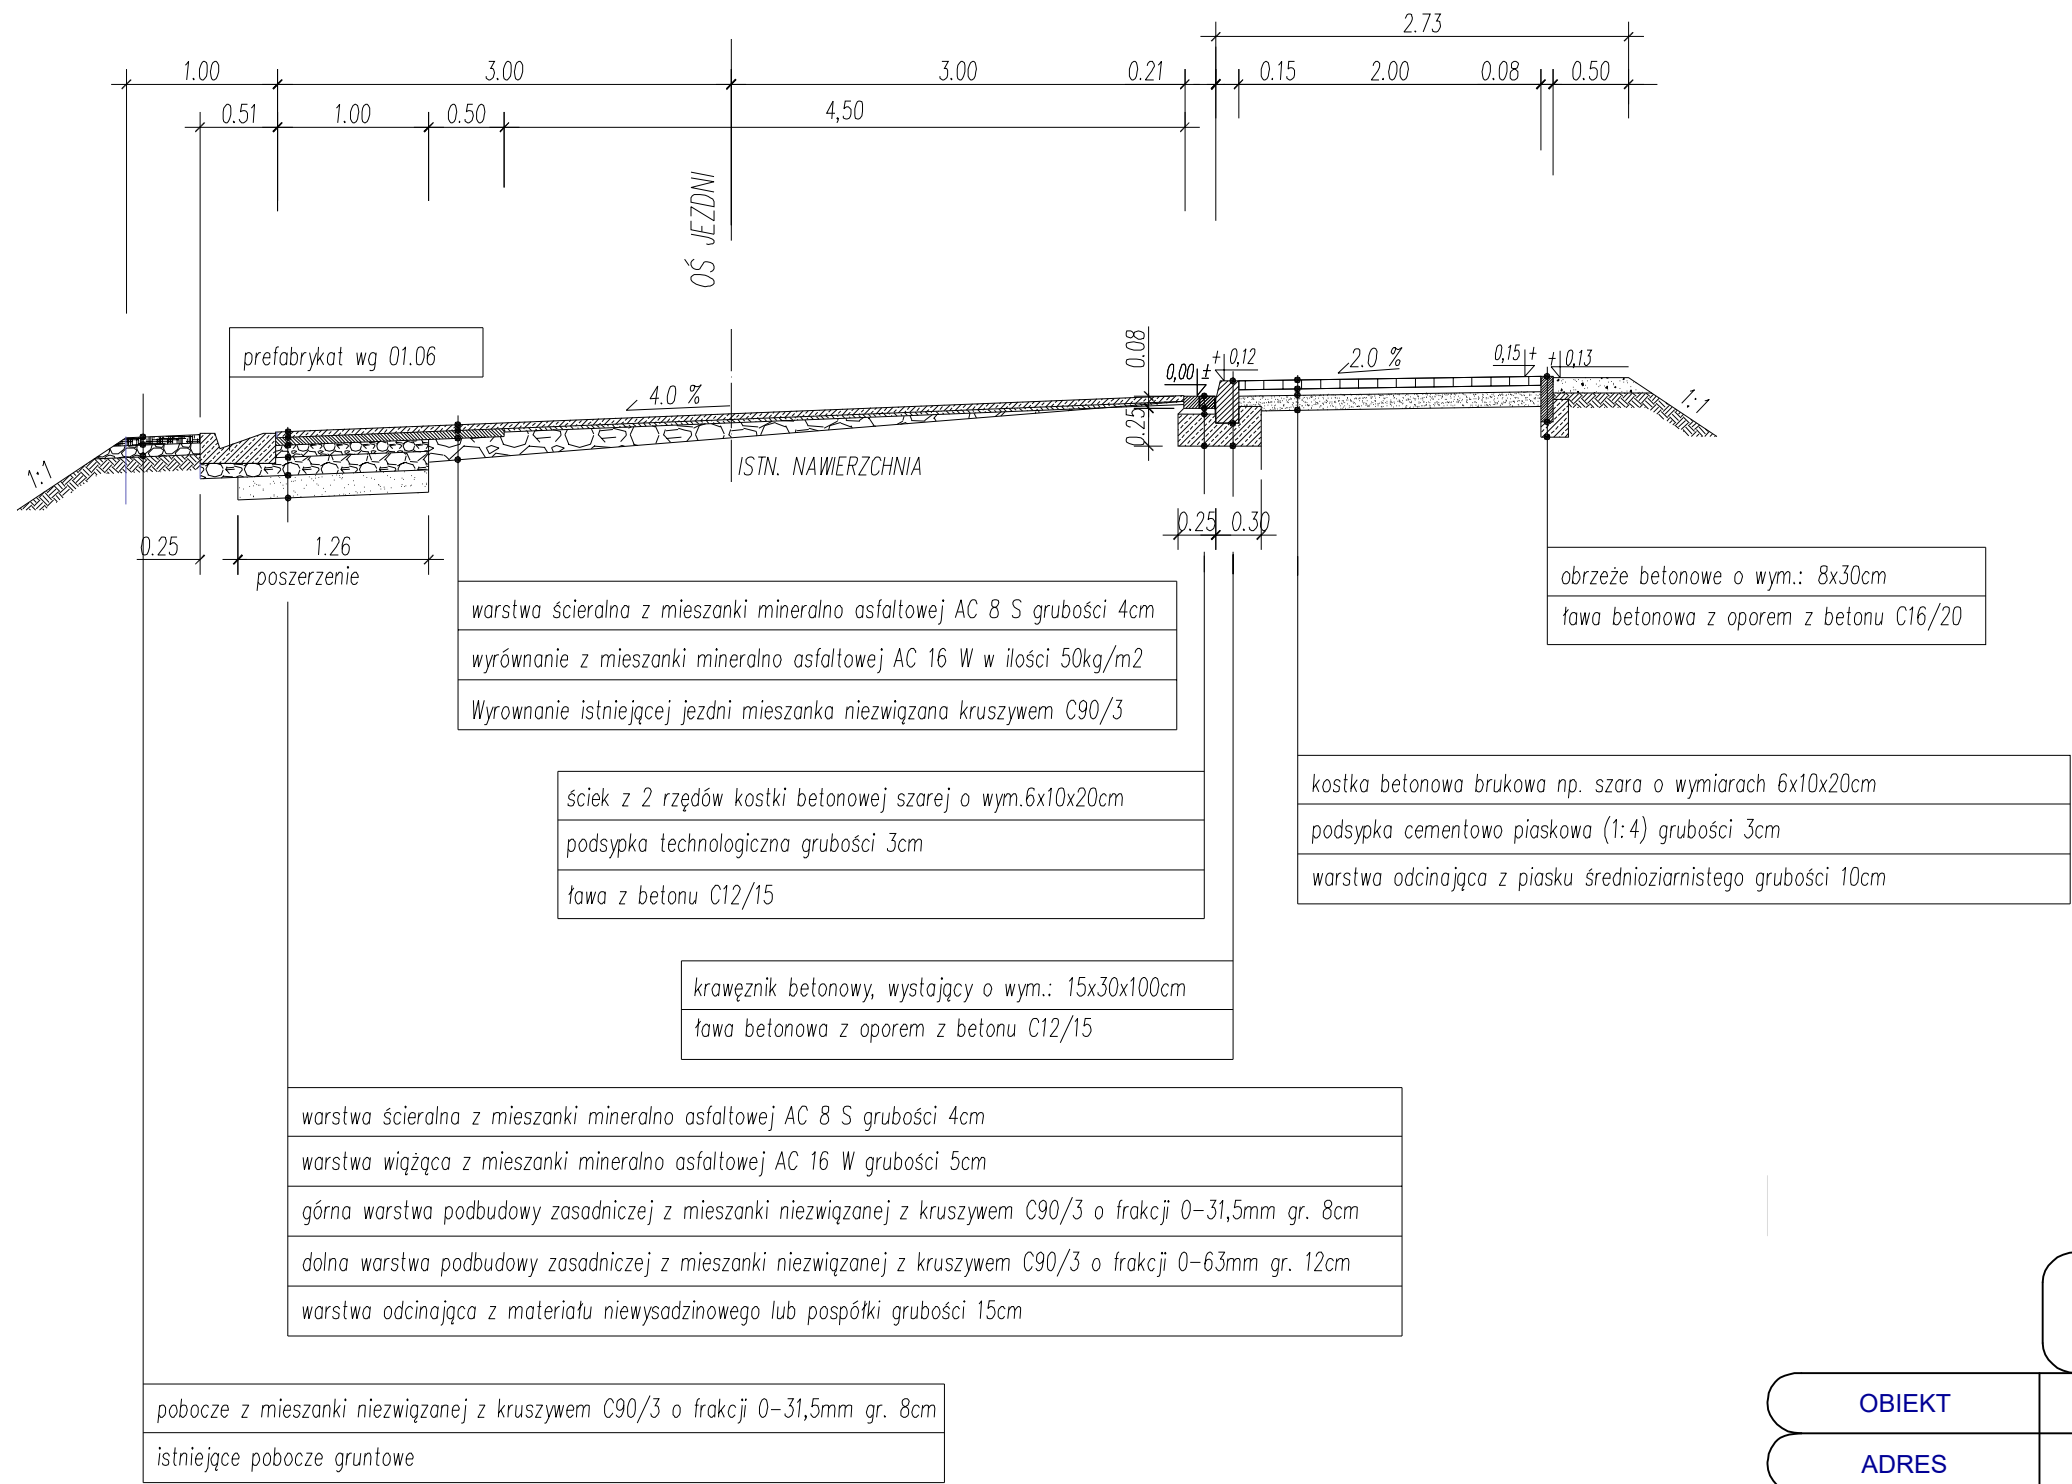 2.73
1.00 3.00 3.00 0.21 0.15 2.00 0.08 0.50
0.51 1.00 0.50 4,50
OŚ JEZDNI
prefabrykat wg 01.06
4.0 %
0.08
0.25
0,00 ±
+0,12
2.0 %
0,15+
±0,13
1:1
1:1
ISTN. NAWIERZCHNIA
0.25 1.26 0.25 0.30
poszerzenie
obrzeże betonowe o wym.: 8x30cm
ława betonowa z oporem z betonu C16/20
warstwa ścieralna z mieszanki mineralno asfaltowej AC 8 S grubości 4cm
wyrównanie z mieszanki mineralno asfaltowej AC 16 W w ilości 50kg/m2
Wyrownanie istniejącej jezdni mieszanka niezwiązana kruszywem C90/3
ściek z 2 rzędów kostki betonowej szarej o wym.6x10x20cm
podsypka technologiczna grubości 3cm
ława z betonu C12/15
kostka betonowa brukowa np. szara o wymiarach 6x10x20cm
podsypka cementowo piaskowa (1:4) grubości 3cm
warstwa odcinająca z piasku średnioziarnistego grubości 10cm
krawęznik betonowy, wystający o wym.: 15x30x100cm
ława betonowa z oporem z betonu C12/15
warstwa ścieralna z mieszanki mineralno asfaltowej AC 8 S grubości 4cm
warstwa wiążąca z mieszanki mineralno asfaltowej AC 16 W grubości 5cm
górna warstwa podbudowy zasadniczej z mieszanki niezwiązanej z kruszywem C90/3 o frakcji 0-31,5mm gr. 8cm
dolna warstwa podbudowy zasadniczej z mieszanki niezwiązanej z kruszywem C90/3 o frakcji 0-63mm gr. 12cm
warstwa odcinająca z materiału niewysadzinowego lub pospółki grubości 15cm
pobocze z mieszanki niezwiązanej z kruszywem C90/3 o frakcji 0-31,5mm gr. 8cm
istniejące pobocze gruntowe
OBIEKT
ADRES